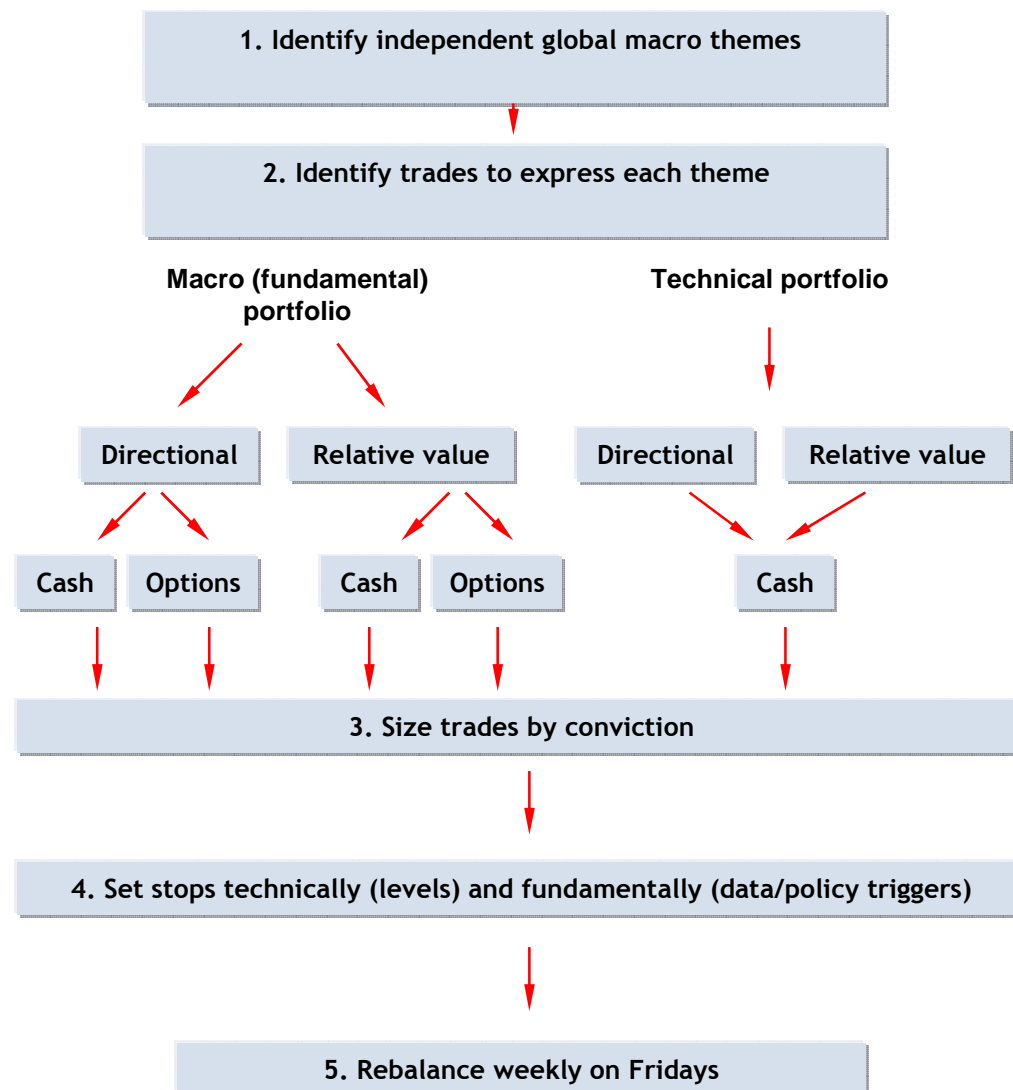 1. Identify independent global macro themes
2. Identify trades to express each theme
Macro (fundamental)
portfolio
Technical portfolio
Directional
Relative value
Directional
Relative value
Cash
Options
Cash
Options
Cash
3. Size trades by conviction
4. Set stops technically (levels) and fundamentally (data/policy triggers)
5. Rebalance weekly on Fridays